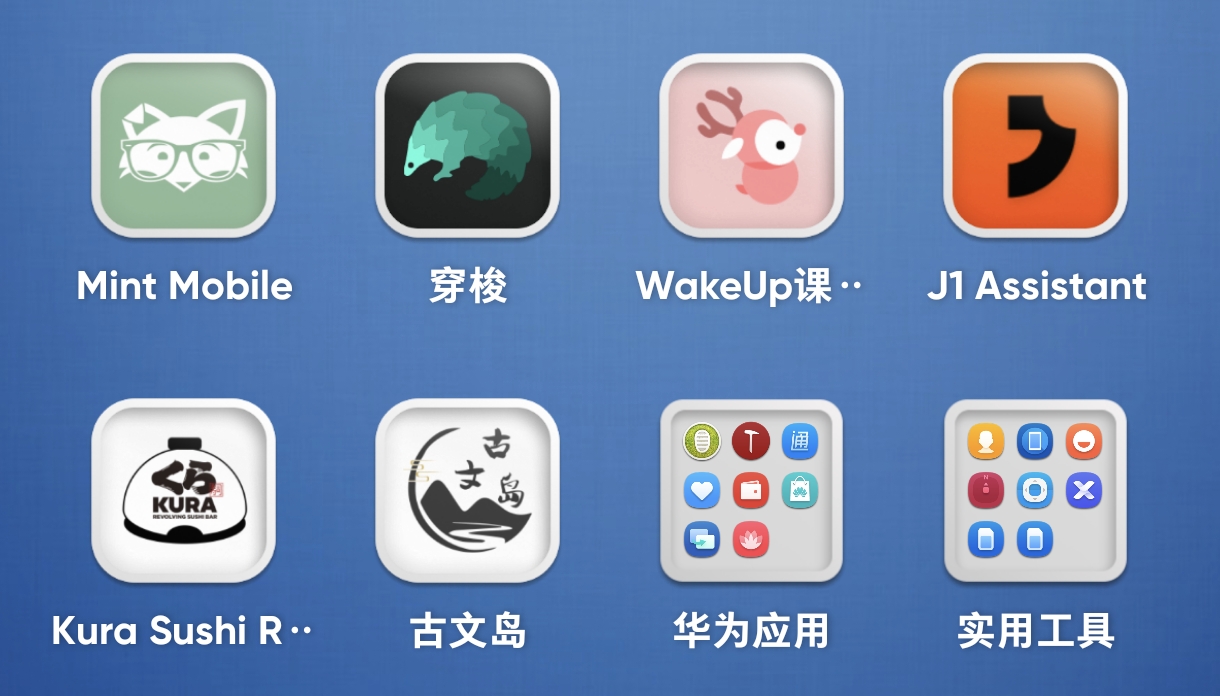 Mint Mobile
穿梭
WakeUp课··
J1 Assistant
くら
KURA
REVOLVING SUSHI BAR
古
文
岛
通
N
Kura Sushi R··
古文岛
华为应用
实用工具